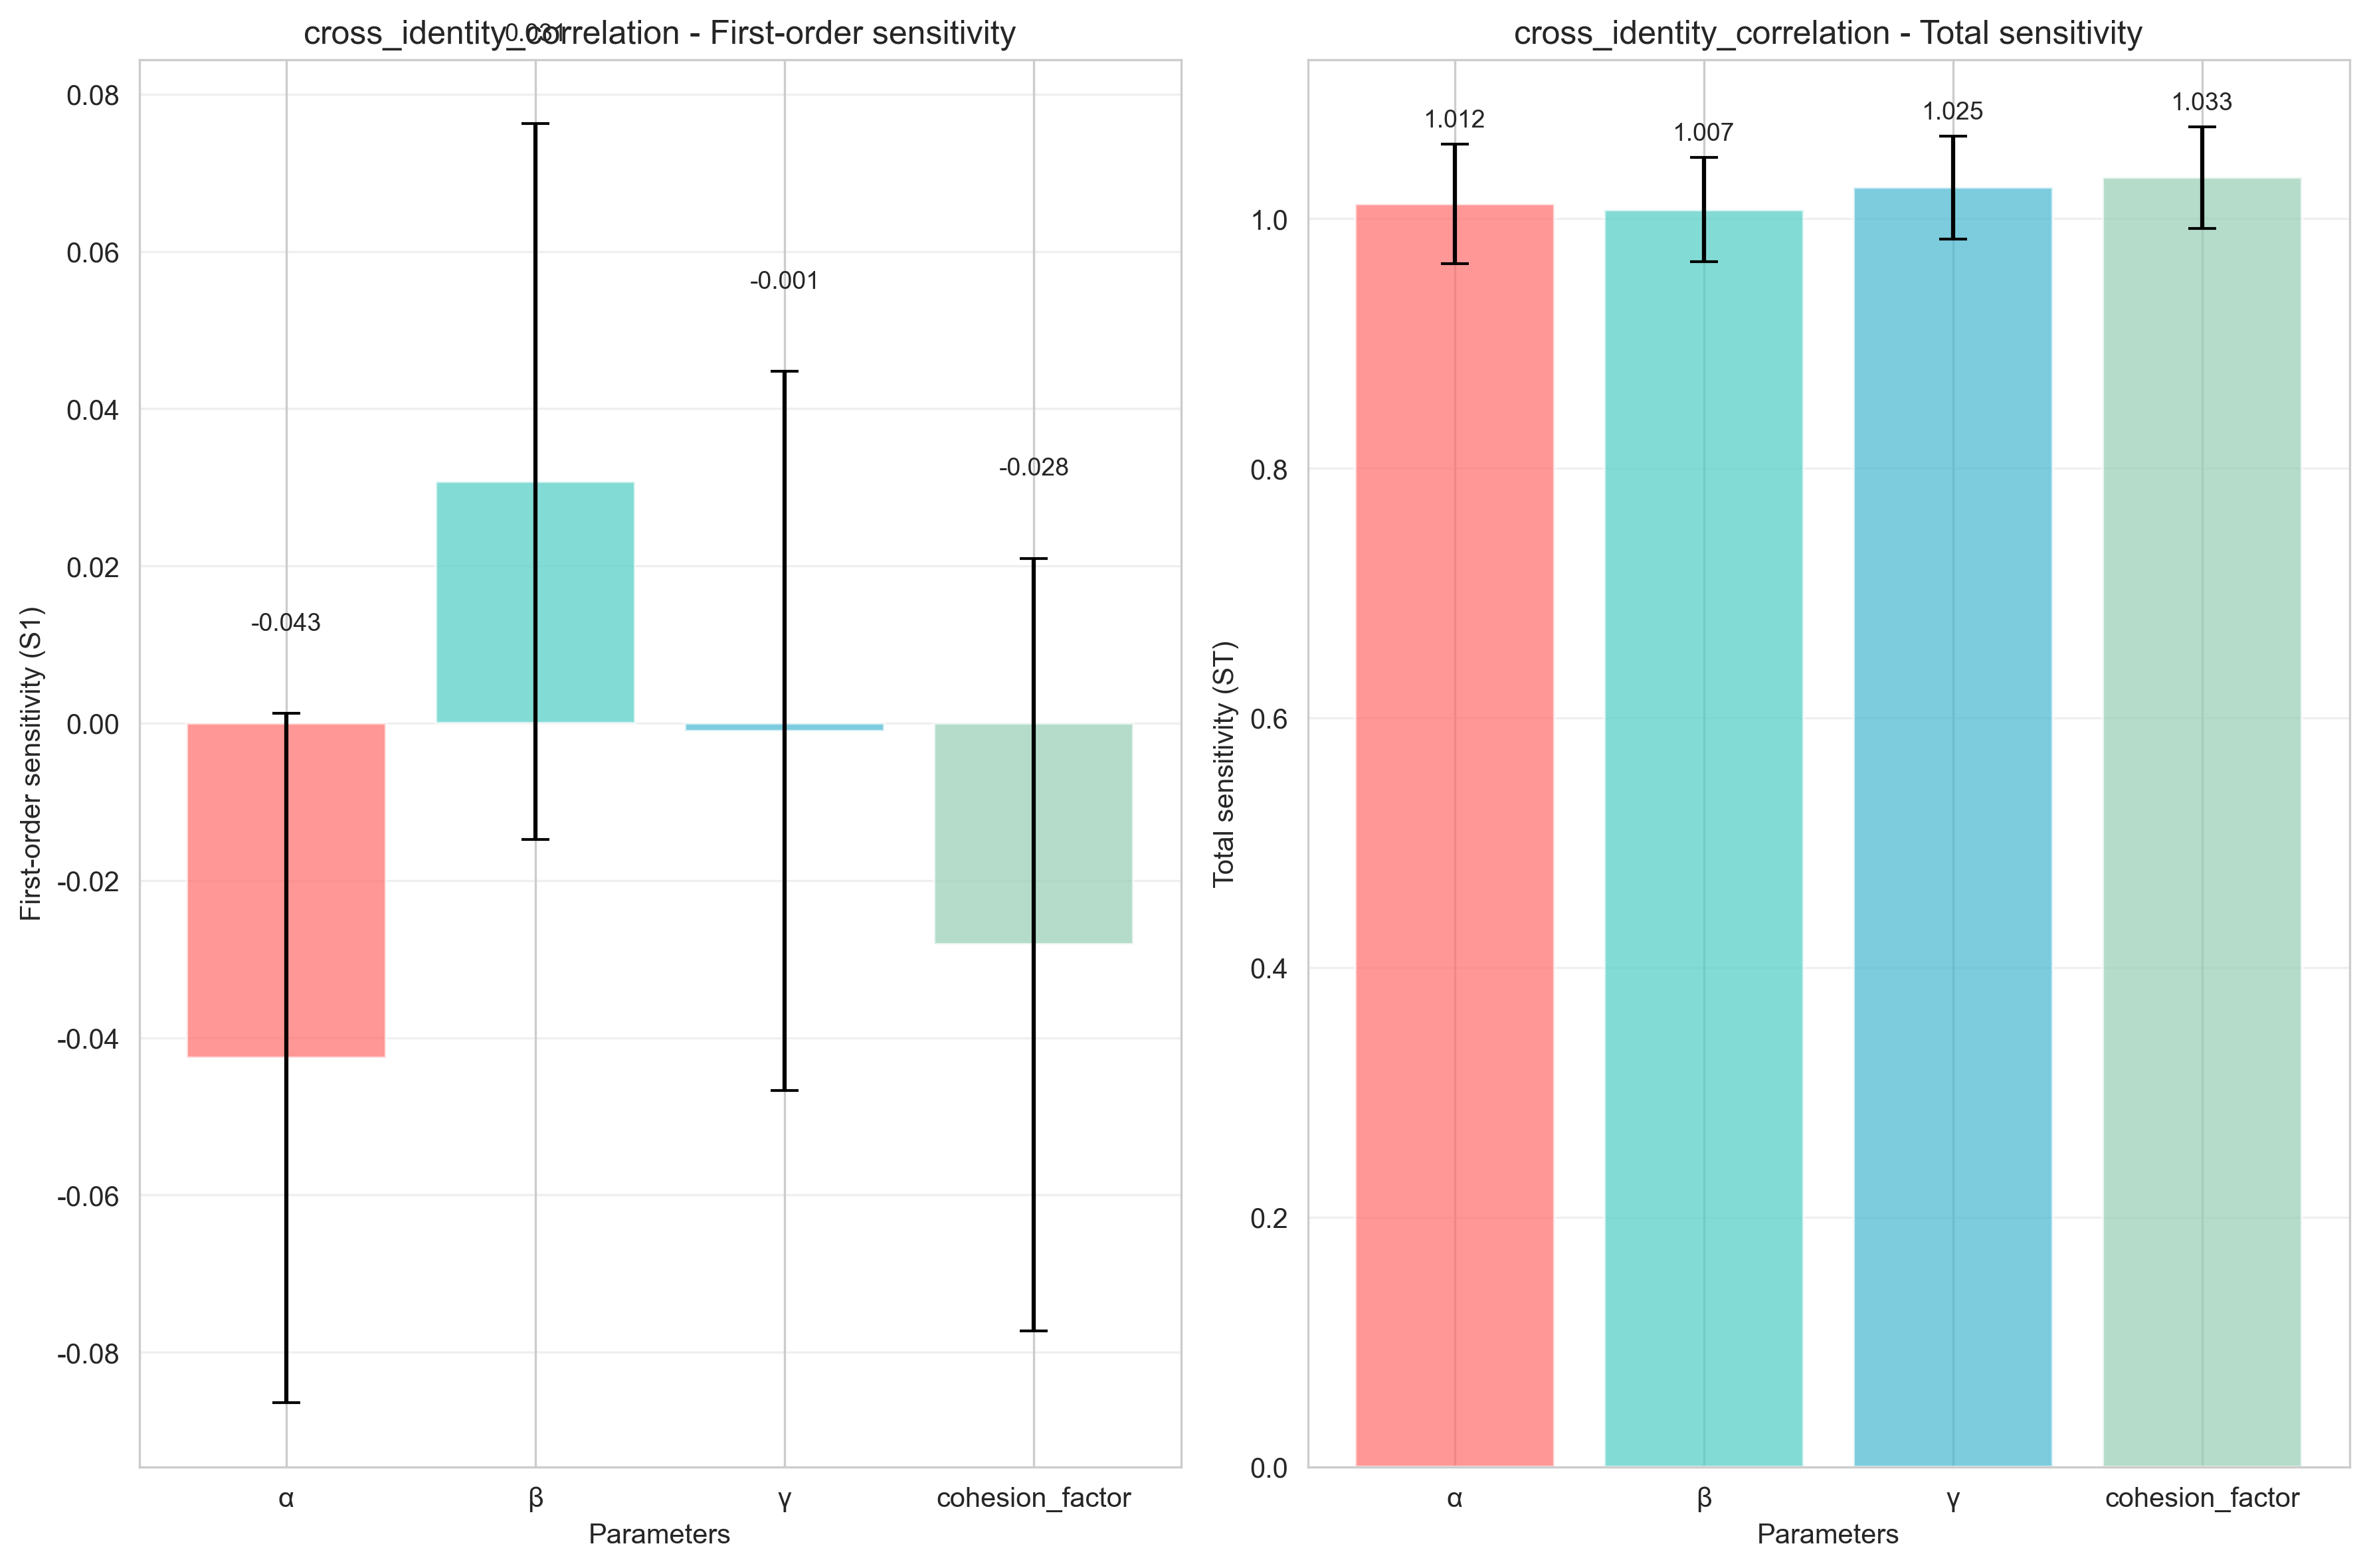 cross_identity_correlation - First-order sensitivity
0.031
0.08
0.06
0.04
0.02
0.00
-0.02
-0.04
-0.06
-0.08
First-order sensitivity (S1)
-0.043
-0.001
-0.028
α
β
γ
cohesion_factor
Parameters
cross_identity_correlation - Total sensitivity
1.0
0.8
0.6
0.4
0.2
0.0
Total sensitivity (ST)
1.012
1.007
1.025
1.033
α
β
γ
cohesion_factor
Parameters